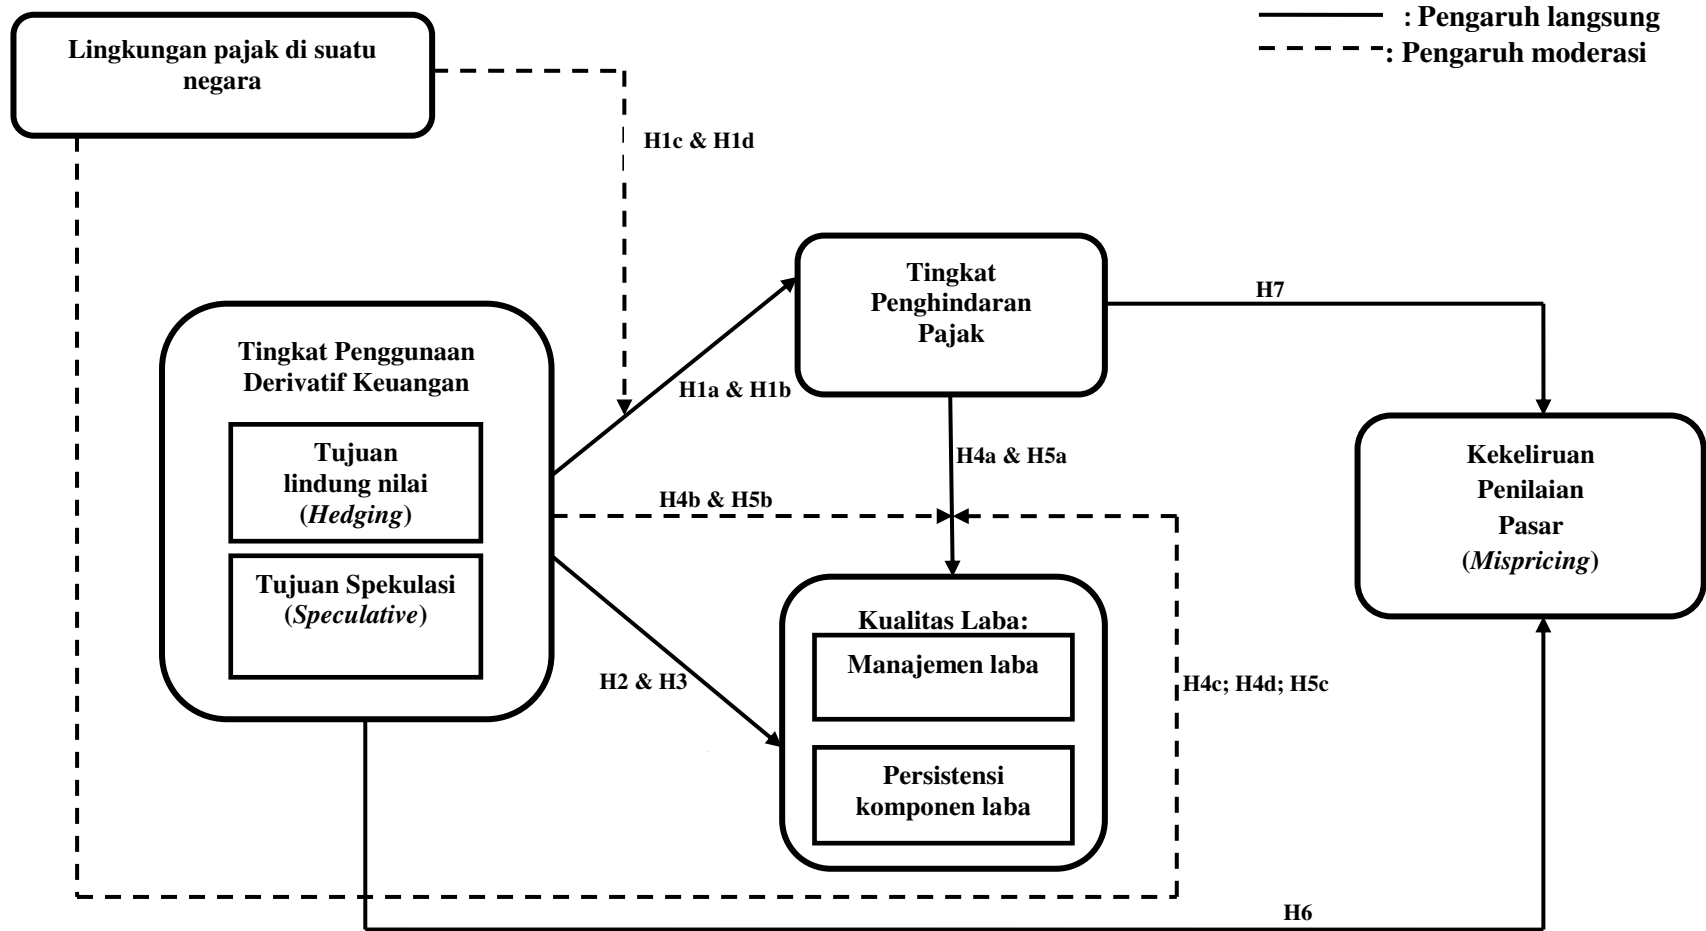 : Pengaruh langsung
: Pengaruh moderasi
Lingkungan pajak di suatu
negara
H1c & H1d
Tingkat
Penghindaran
Pajak
H7
Tingkat Penggunaan
Derivatif Keuangan
H1a & H1b
Tujuan
lindung nilai
(Hedging)
H4a & H5a
H4b & H5b
Kekeliruan
Penilaian
Pasar
(Mispricing)
Tujuan Spekulasi
(Speculative)
Kualitas Laba:
Manajemen laba
H2 & H3
H4c; H4d; H5c
Persistensi
komponen laba
H6